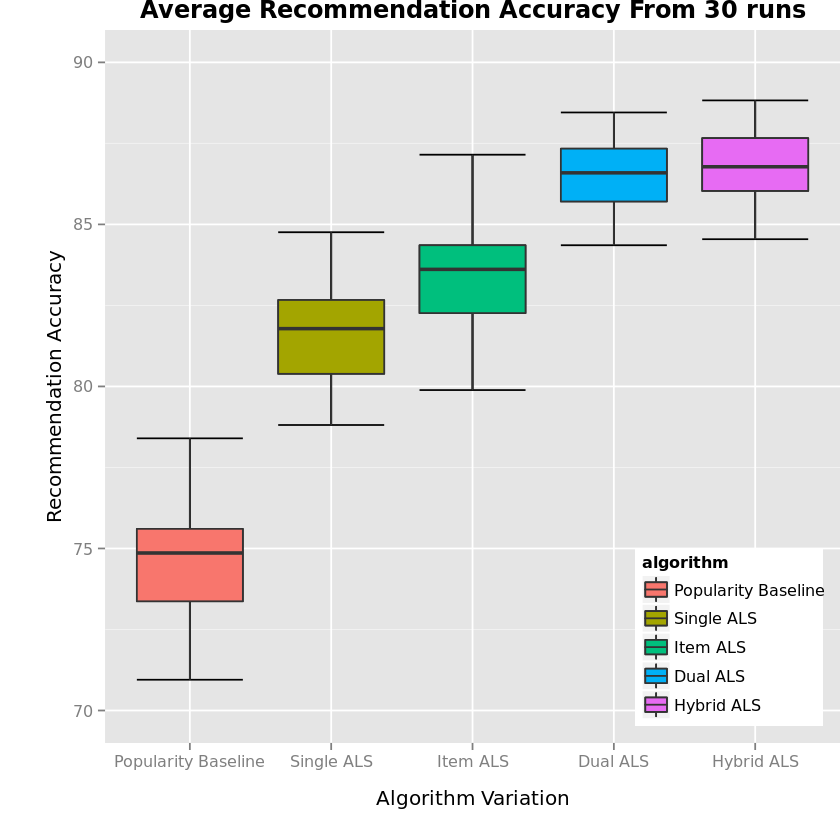 Average Recommendation Accuracy From 30 runs
90
85
80
75
70
Recommendation Accuracy
algorithm
Popularity Baseline
Single ALS
Item ALS
Dual ALS
Hybrid ALS
Popularity Baseline
Single ALS
Item ALS
Dual ALS
Hybrid ALS
Algorithm Variation